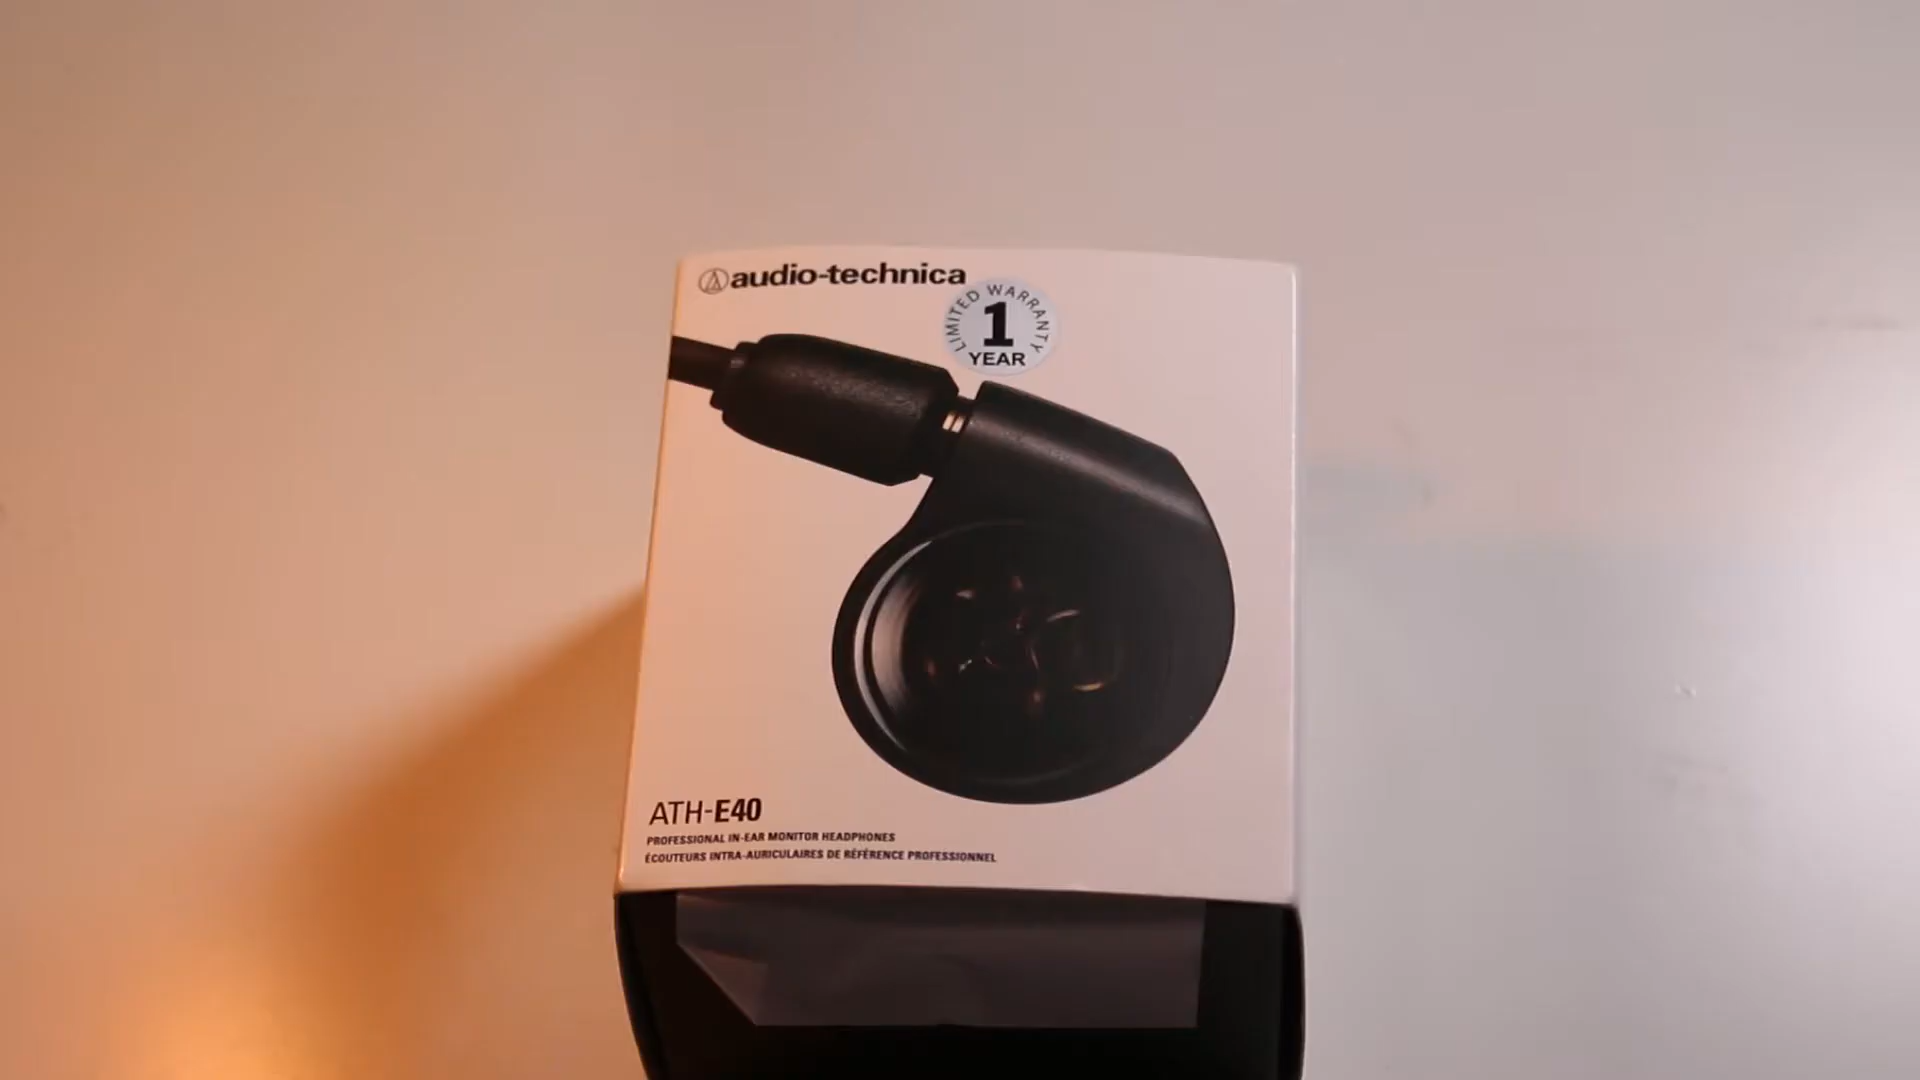 audio-technica
LIMITED WARRANTY
1
YEAR
ATH-E40
PROFESSIONAL IN-EAR MONITOR HEADPHONES
ÉCOUTEURS INTRA-AURICULAIRES DE RÉFÉRENCE PROFESSIONNEL